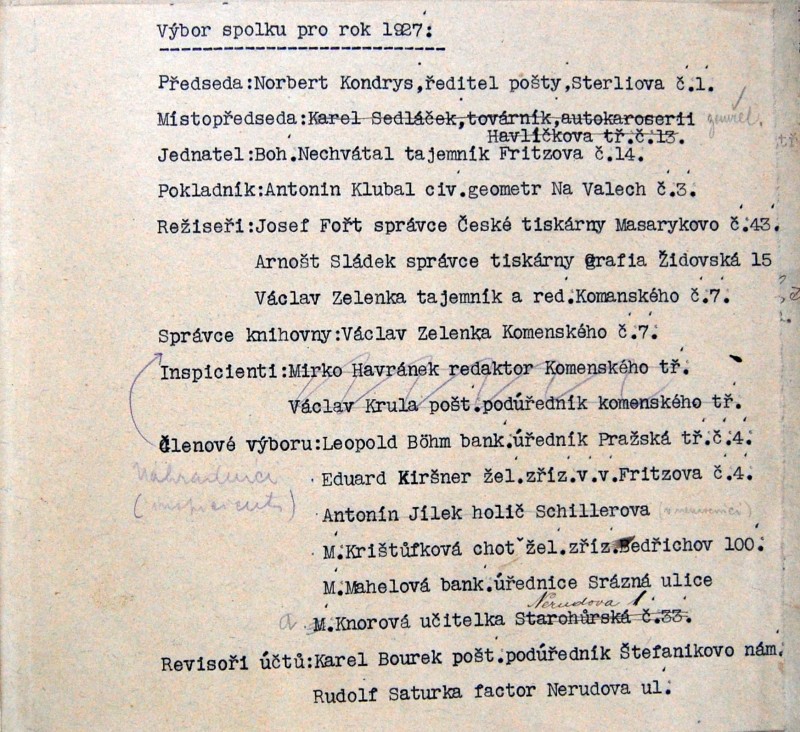 Výbor spolku pro rok 1927:
Předseda:Norbert Kondrys,ředitel pošty,Sterliova č.1.
Místopředseda:Karel Sedláček,továrník,autokaroserii
Havlíčkova tř.č.13.
Jednatel:Boh.Nechvátal tajemník Fritzova č.14.
Pokladník:Antonin Klubal civ.geometr Na Valech č.3.
Režiseři:Josef Fořt správce České tiskárny Masarykovo č.43.
Arnošt Sládek správce tiskárny Grafia Židovská 15
Václav Zelenka tajemník a red.Komanského č.7.
Správce knihovny:Václav Zelenka Komenského č.7.
Inspicienti:Mirko Havránek redaktor Komenského tř.
Václav Krula pošt.podúředník komenského tř.
Členové výboru:Leopold Böhm bank.úředník Pražská tř.č.4.
Náhradníci
Eduard Kiršner žel.zříz.v.v.Fritzova č.4.
(inspicienti)
Antonín Jílek holič Schillerova
M.Krištůfková choťˇžel.zříz.Bedřichov 100.
M.Mahelová bank.úřednice Srázná ulice
Nerudova 1
a M.Knorová učitelka Starohůrská č.33.
Revisoři účtů:Karel Bourek pošt.podúředník Štefanikovo nám.
Rudolf Saturka factor Nerudova ul.